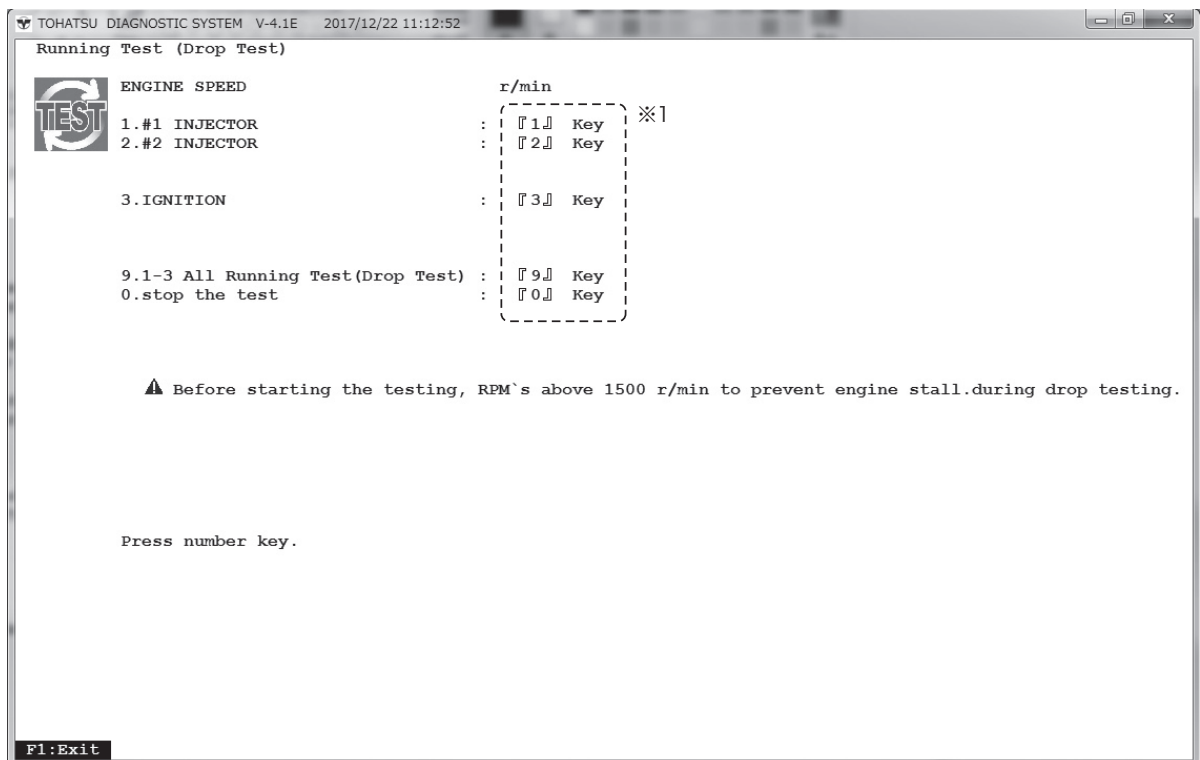 TOHATSU DIAGNOSTIC SYSTEM V-4.1E 2017/12/22 11:12:52
Running Test (Drop Test)
TEST
ENGINE SPEED r/min
1.#1 INJECTOR : 『1』 Key ※1
2.#2 INJECTOR : 『2』 Key
3.IGNITION : 『3』 Key
9.1-3 All Running Test(Drop Test) : 『9』 Key
0.stop the test : 『0』 Key
Before starting the testing, RPM`s above 1500 r/min to prevent engine stall.during drop testing.
Press number key.
F1:Exit